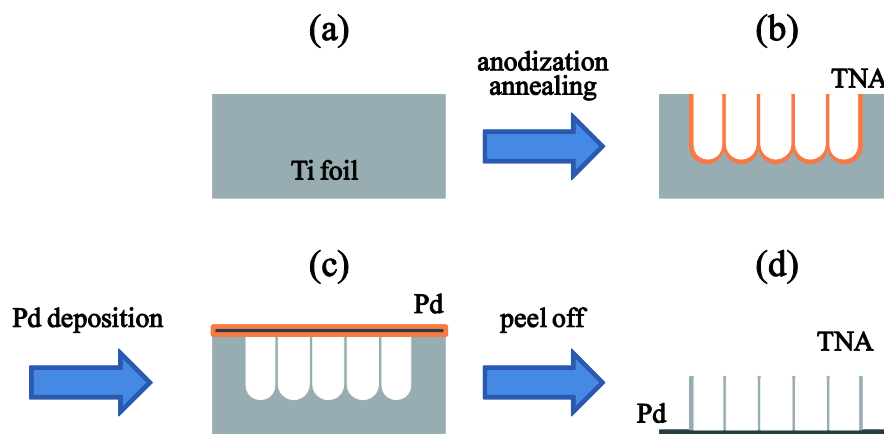 (a)
anodization
annealing
Ti foil
(b)
TNA
Pd deposition
(c)
Pd
peel off
(d)
TNA
Pd